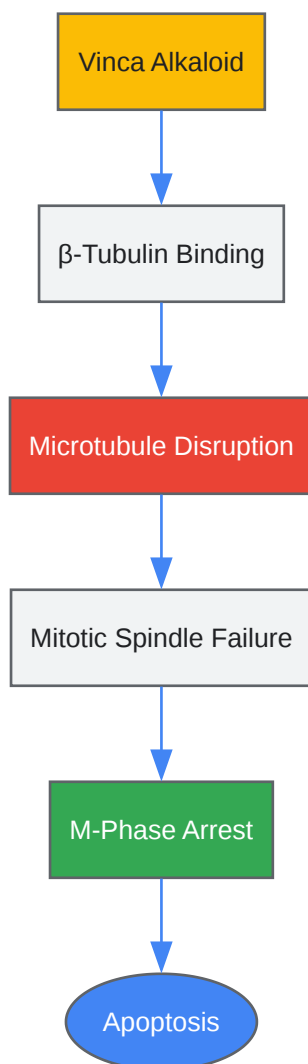 Vinca Alkaloid
β-Tubulin Binding
Microtubule Disruption
Mitotic Spindle Failure
M-Phase Arrest
Apoptosis